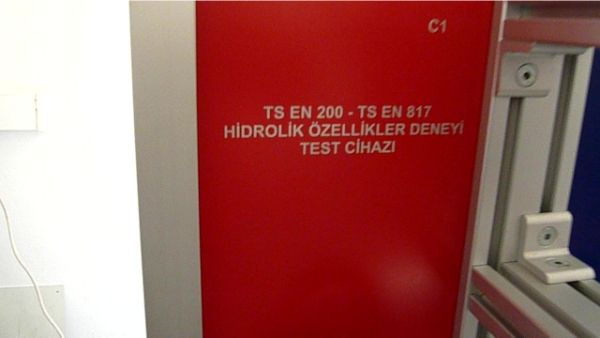 C1
TS EN 200 - TS EN 817
HİDROLİK ÖZELLİKLER DENEYİ
TEST CİHAZI